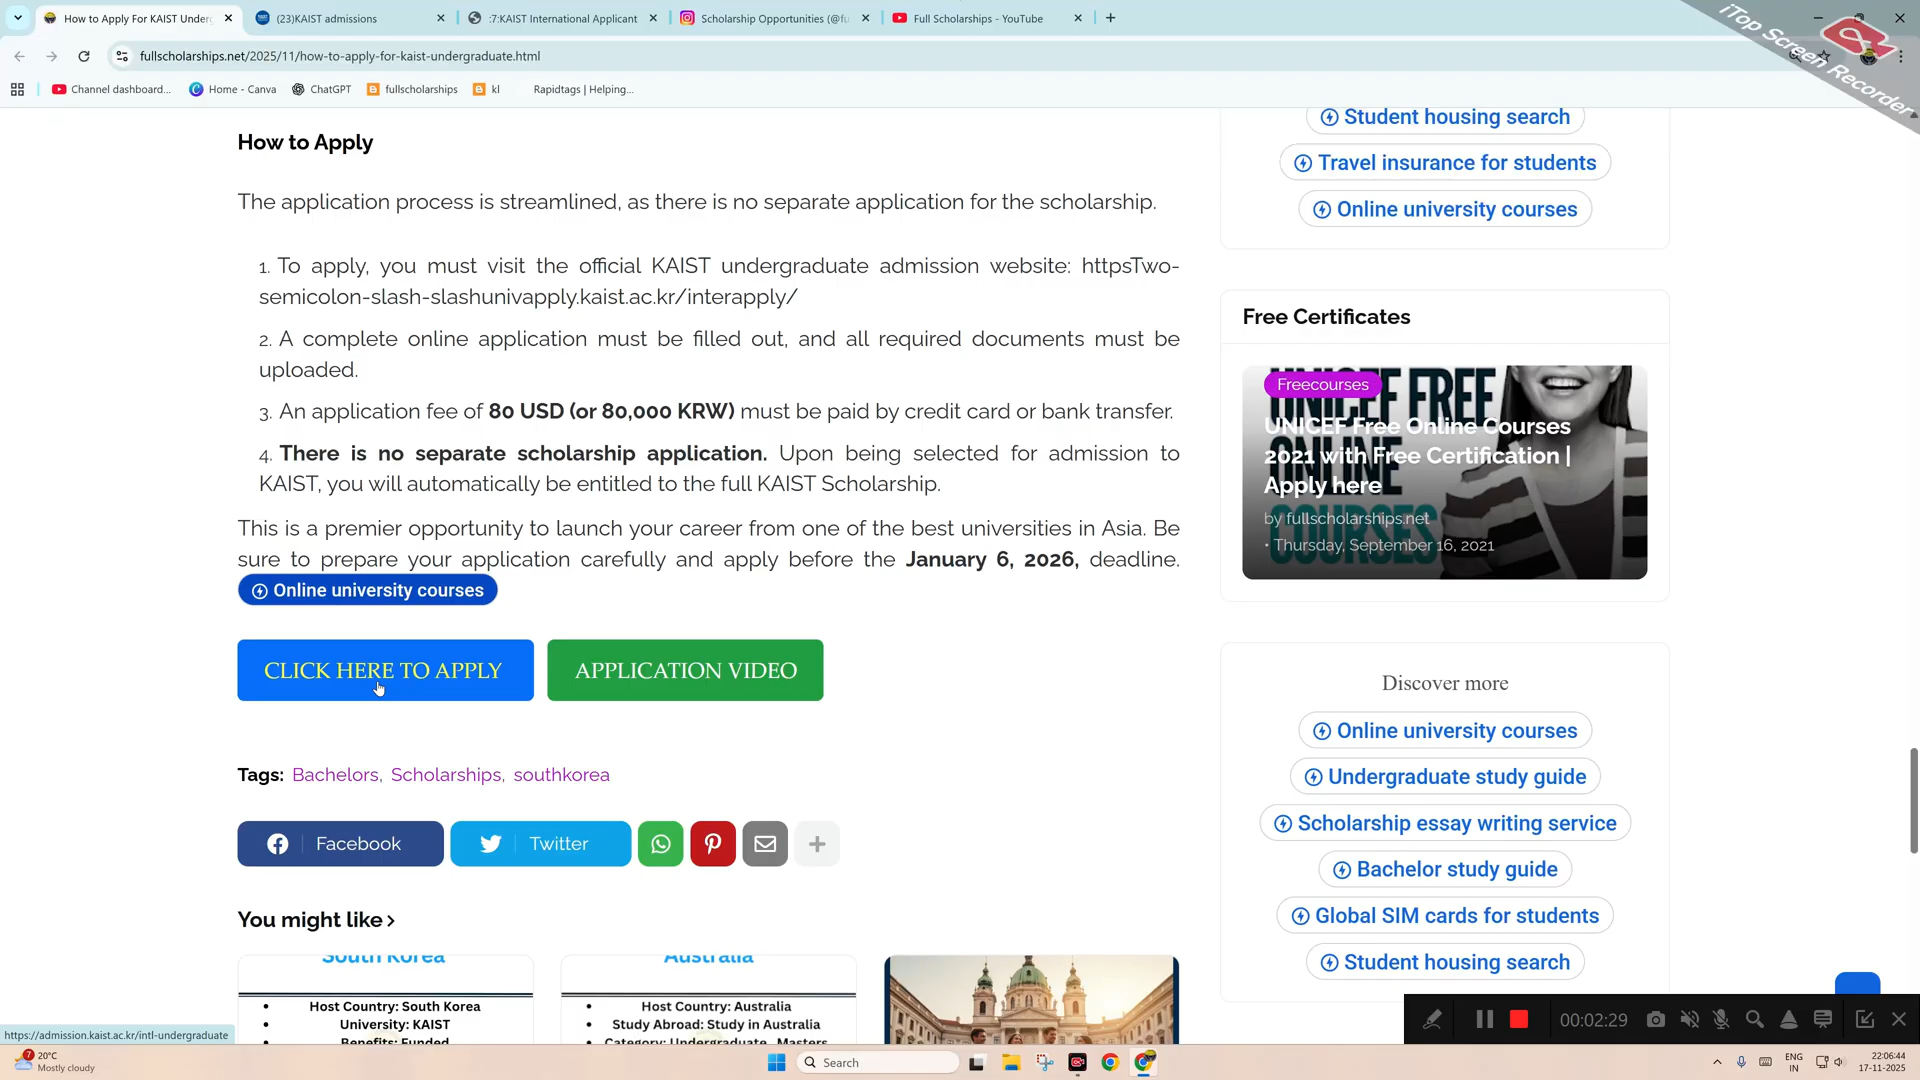 How to Apply For KAIST Under
(23)KAIST admissions
:7:KAIST International Applicant
Scholarship Opportunities (@fu
Full Scholarships - YouTube
iTop Screen Recorder
fullscholarships.net/2025/11/how-to-apply-for-kaist-undergraduate.html
Channel dashboard...
Home - Canva
ChatGPT
fullscholarships
kl
Rapidtags | Helping...
How to Apply
The application process is streamlined, as there is no separate application for the scholarship.
1. To apply, you must visit the official KAIST undergraduate admission website: httpsTwo-
semicolon-slash-slashunivapply.kaist.ac.kr/interapply/
2. A complete online application must be filled out, and all required documents must be
uploaded.
3. An application fee of 80 USD (or 80,000 KRW) must be paid by credit card or bank transfer.
4. There is no separate scholarship application. Upon being selected for admission to
KAIST, you will automatically be entitled to the full KAIST Scholarship.
This is a premier opportunity to launch your career from one of the best universities in Asia. Be
sure to prepare your application carefully and apply before the January 6, 2026, deadline.
Online university courses
CLICK HERE TO APPLY
APPLICATION VIDEO
Tags: Bachelors, Scholarships, southkorea
Facebook
Twitter
You might like
South Korea
• Host Country: South Korea
• University: KAIST
• Benefits: Funded
Australia
• Host Country: Australia
• Study Abroad: Study in Australia
• Category: Undergraduate, Masters
Student housing search
Travel insurance for students
Online university courses
Free Certificates
UNICEF FREE
ONLINE
COURSES
Freecourses
UNICEF Free Online Courses
2021 with Free Certification |
Apply here
by fullscholarships.net
• Thursday, September 16, 2021
Discover more
Online university courses
Undergraduate study guide
Scholarship essay writing service
Bachelor study guide
Global SIM cards for students
Student housing search
00:02:29
https://admission.kaist.ac.kr/intl-undergraduate
7
20°C
Mostly cloudy
Search
ENG
IN
22:06:44
17-11-2025